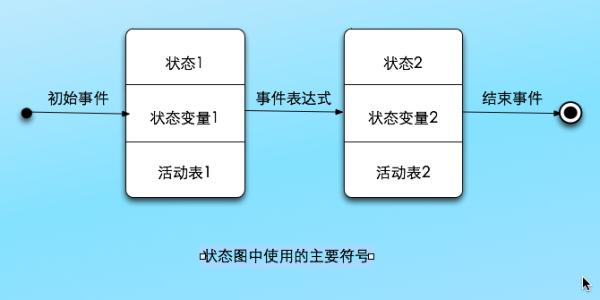 状态1
状态2
初始事件
事件表达式
结束事件
状态变量1
状态变量2
活动表1
活动表2
状态图中使用的主要符号